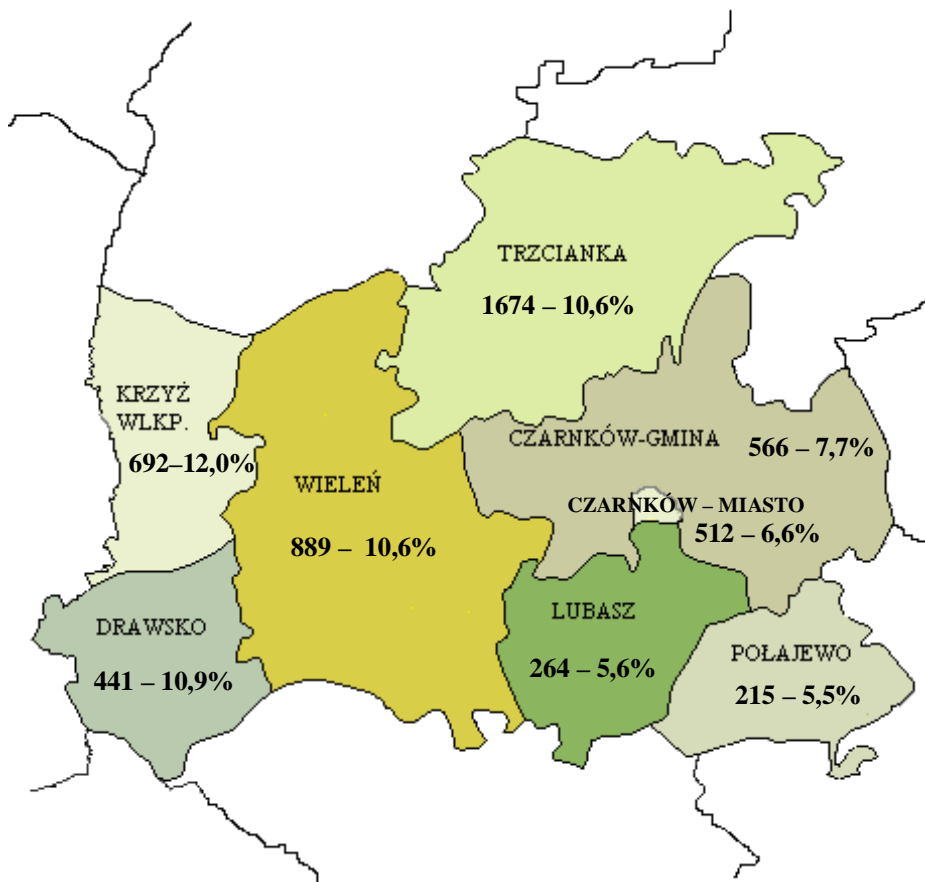 TRZCIANKA
1674 – 10,6%
KRZYŻ
WLKP.
692–12,0%
CZARNKÓW-GMINA
566 – 7,7%
WIELEŃ
889 – 10,6%
CZARNKÓW – MIASTO
512 – 6,6%
DRAWSKO
441 – 10,9%
LUBASZ
264 – 5,6%
POŁAJEWO
215 – 5,5%